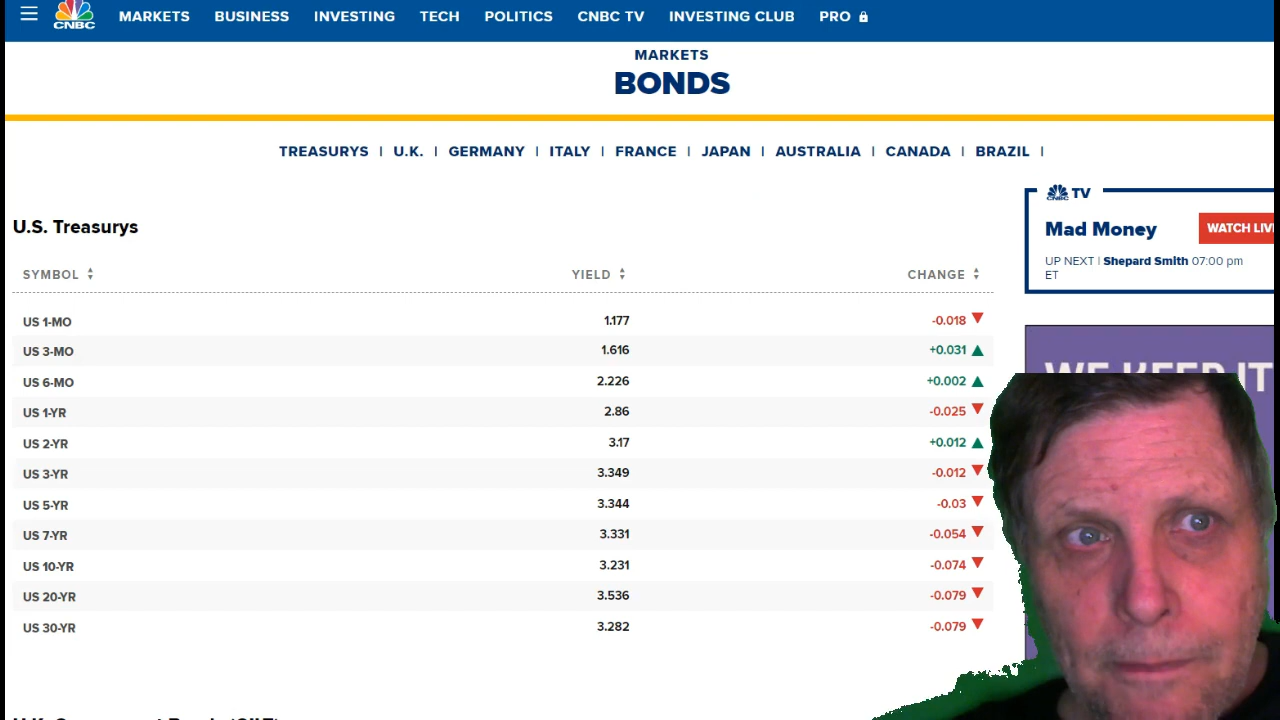 CNBC MARKETS BUSINESS INVESTING TECH POLITICS CNBC TV INVESTING CLUB PRO
MARKETS
BONDS
TREASURYS | U.K. | GERMANY | ITALY | FRANCE | JAPAN | AUSTRALIA | CANADA | BRAZIL |
CNBC TV
Mad Money WATCH LIV
UP NEXT | Shepard Smith 07:00 pm
ET
U.S. Treasurys
SYMBOL YIELD CHANGE
US 1-MO 1.177 -0.018
US 3-MO 1.616 +0.031
US 6-MO 2.226 +0.002
US 1-YR 2.86 -0.025
US 2-YR 3.17 +0.012
US 3-YR 3.349 -0.012
US 5-YR 3.344 -0.03
US 7-YR 3.331 -0.054
US 10-YR 3.231 -0.074
US 20-YR 3.536 -0.079
US 30-YR 3.282 -0.079
WE KEEP IT